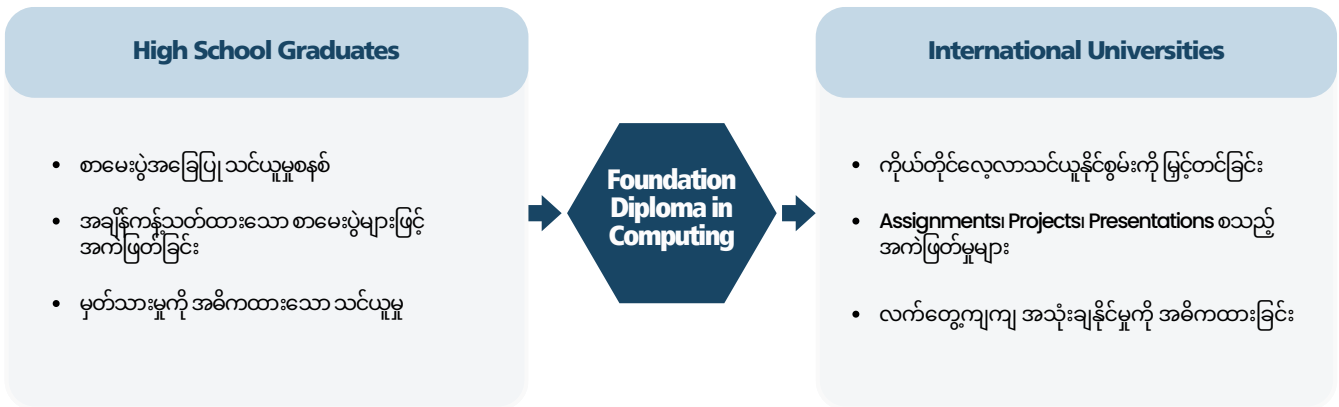 High School Graduates
• စာမေးပွဲအခြေပြု သင်ယူမှုစနစ်
• အချိန်ကန့်သတ်ထားသော စာမေးပွဲများဖြင့်
အကဲဖြတ်ခြင်း
• မှတ်သားမှုကို အဓိကထားသော သင်ယူမှု
Foundation
Diploma in
Computing
International Universities
• ကိုယ်တိုင်လေ့လာသင်ယူနိုင်စွမ်းကို မြှင့်တင်ခြင်း
• Assignments၊ Projects၊ Presentations စသည့်
အကဲဖြတ်မှုများ
• လက်တွေ့ကျကျ အသုံးချနိုင်မှုကို အဓိကထားခြင်း